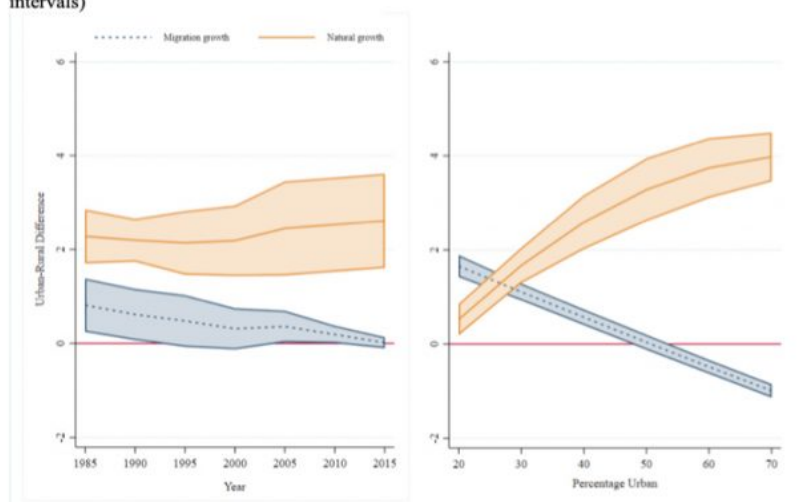 intervals)
Migration growth Natural growth
Urban-Rural Difference
6
4
2
0
-2
1985 1990 1995 2000 2005 2010 2015
Year
6
4
2
0
-2
20 30 40 50 60 70
Percentage Urban